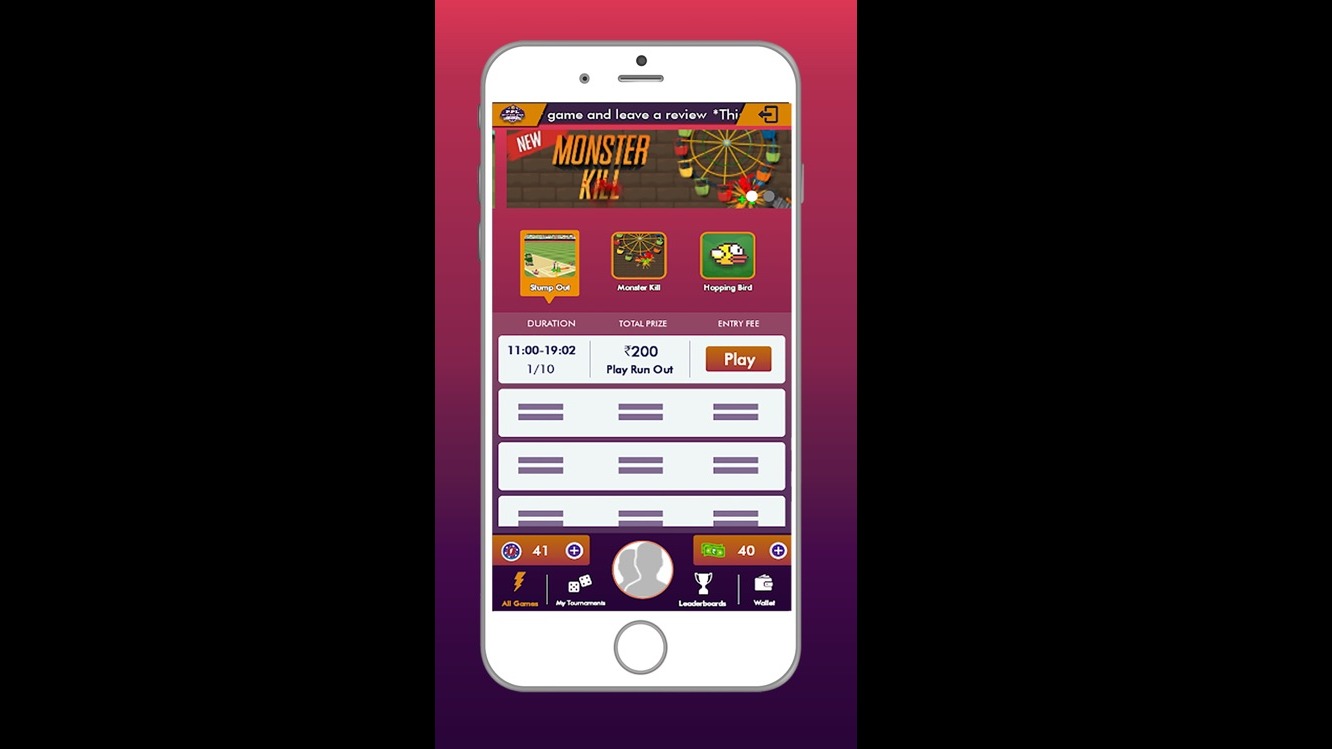 PPL
game and leave a review *Thi
NEW
MONSTER
KILL
Stump Out
Monster Kill
Hopping Bird
DURATION
TOTAL PRIZE
ENTRY FEE
11:00-19:02
1/10
₹200
Play Run Out
Play
41
40
All Games
My Tournaments
Leaderboards
Wallet